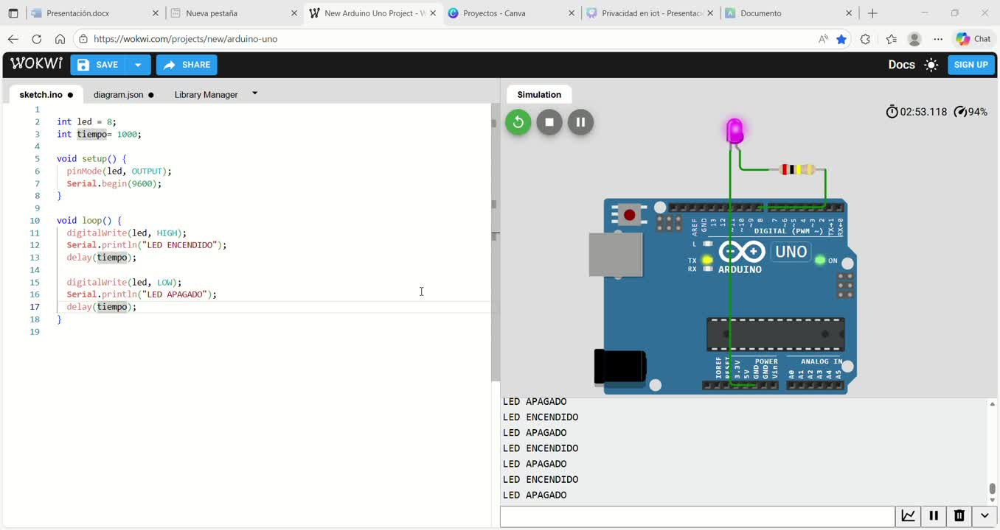 Presentación.docx
Nueva pestaña
New Arduino Uno Project - W
Proyectos - Canva
Privacidad en iot - Presentaci
Documento
https://wokwi.com/projects/new/arduino-uno
Chat
WOKWI
SAVE
SHARE
Docs
SIGN UP
sketch.ino
diagram.json
Library Manager
Simulation
02:53.118
94%
1
2 int led = 8;
3 int tiempo= 1000;
4
5 void setup() {
6 pinMode(led, OUTPUT);
7 Serial.begin(9600);
8 }
9
10 void loop() {
11 digitalWrite(led, HIGH);
12 Serial.println("LED ENCENDIDO");
13 delay(tiempo);
14
15 digitalWrite(led, LOW);
16 Serial.println("LED APAGADO");
17 delay(tiempo);
18 }
19
AREF
GND
13
12
~11
~10
~9
8
7
~6
~5
4
~3
2
TX→1
RX←0
DIGITAL (PWM ~)
L
TX
RX
ARDUINO
UNO
ON
IOREF
RESET
3.3V
5V
GND
GND
Vin
POWER
ANALOG IN
A0
A1
A2
A3
A4
A5
LED APAGADO
LED ENCENDIDO
LED APAGADO
LED ENCENDIDO
LED APAGADO
LED ENCENDIDO
LED APAGADO